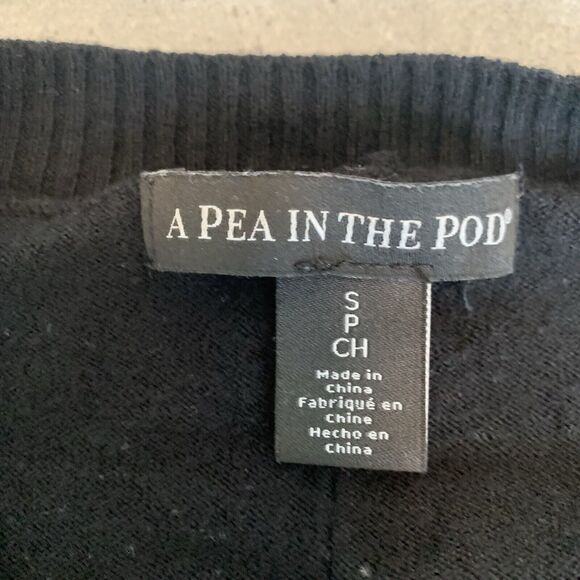 A PEA IN THE POD®
S
P
CH
Made in
China
Fabriqué en
Chine
Hecho en
China